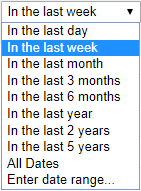 In the last week
In the last day
In the last week
In the last month
In the last 3 months
In the last 6 months
In the last year
In the last 2 years
In the last 5 years
All Dates
Enter date range...